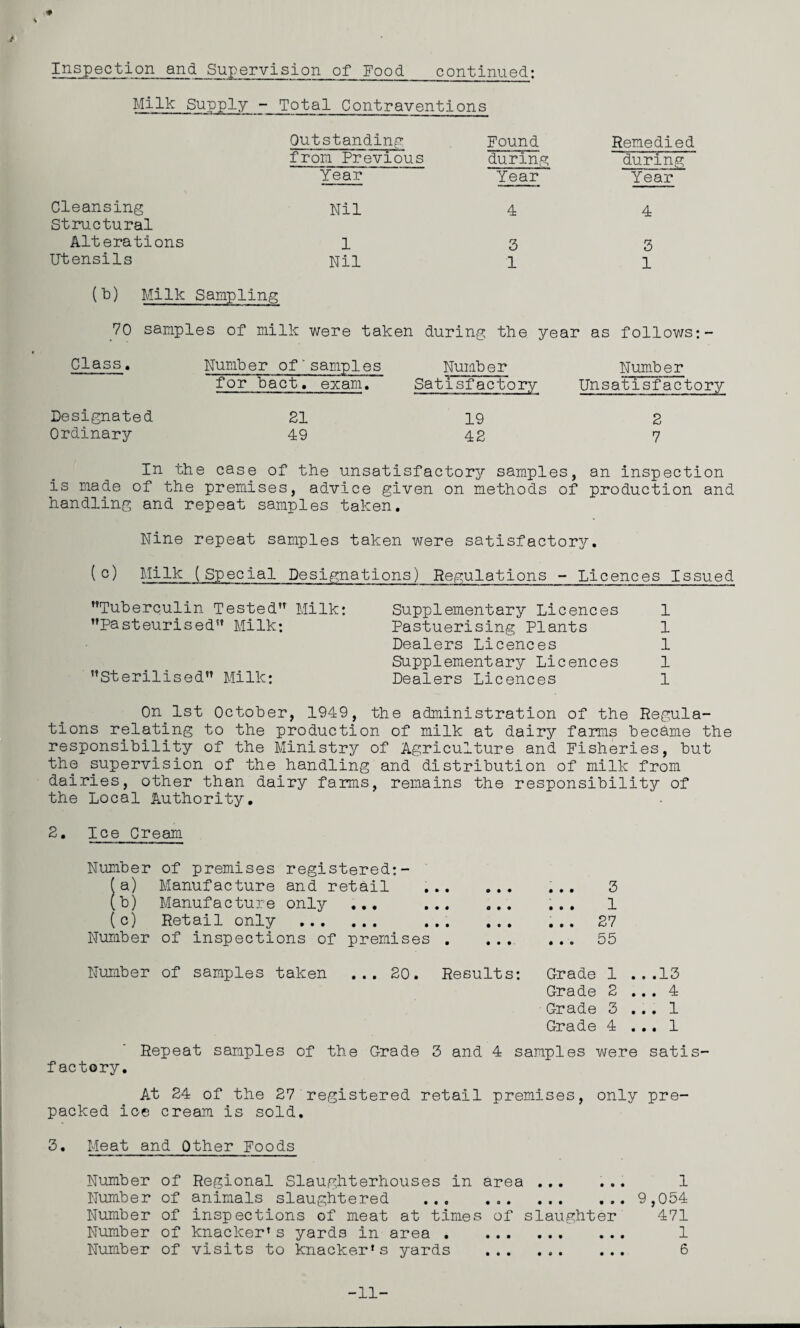 Inspection and Supervision of Food continued:
Milk Supply - Total Contraventions
Outstanding Found Remedied
from Previous during during
Year Year Year
Cleansing Nil 4 4
Structural
Alterations 1 3 3
Utensils Nil 1 1
(b) Milk Sampling
70 samples of milk were taken during the year as follows:-
Class. Number of samples Number Number
for bact. exam. Satisfactory Unsatisfactory
Designated 21 19 2
Ordinary 49 42 7
In the case of the unsatisfactory samples, an inspection
is made of the premises, advice given on methods of production and
handling and repeat samples taken.
Nine repeat samples taken were satisfactory.
(c) Milk (Special Designations) Regulations - Licences Issued
"Tuberculin Tested" Milk: Supplementary Licences 1
"Pasteurised" Milk: Pastuerising Plants 1
Dealers Licences 1
Supplementary Licences 1
"Sterilised" Milk: Dealers Licences 1
On 1st October, 1949, the administration of the Regula-
tions relating to the production of milk at dairy farms became the
responsibility of the Ministry of Agriculture and Fisheries, but
the supervision of the handling and distribution of milk from
dairies, other than dairy farms, remains the responsibility of
the Local Authority.
2. Ice Cream
Number of premises registered:-
(a) Manufacture and retail ... ... ... 3
(b) Manufacture only ... ... ... ... 1
(c) Retail only ... ... ... ... ... 27
Number of inspections of premises . ... ... 55
Number of samples taken ... 20. Results: Grade 1 ...13
Grade 2 ... 4
Grade 3 ... 1
Grade 4 ... 1
Repeat samples of the Grade 3 and 4 samples were satis-
factory.
At 24 of the 27 registered retail premises, only pre-
packed ice cream is sold.
3. Meat and Other Foods
Number of Regional Slaughterhouses in area ... ... 1
Number of animals slaughtered ... ... ... ... 9,054
Number of inspections of meat at times of slaughter 471
Number of knacker's yards in area . ... ... ... 1
Number of visits to knacker's yards ... ... ... 6
-11-